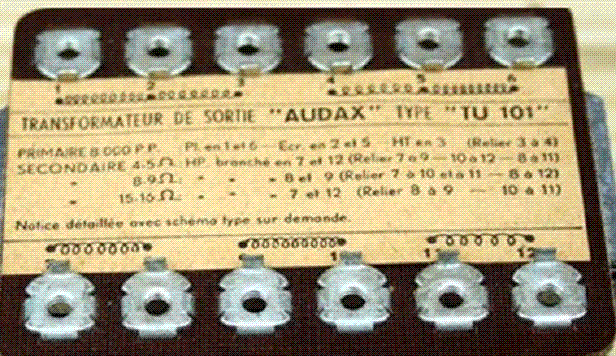 1 2 3 4 5 6
TRANSFORMATEUR DE SORTIE "AUDAX" TYPE "TU 101"
PRIMAIRE 8.000 P.P. : Pl. en 1 et 6 — Ecr. en 2 et 5 HT en 3 (Relier 3 à 4)
SECONDAIRE 4-5 Ω. HP branché en 7 et 12 (Relier 7 à 9 — 10 à 12 — 8 à 11)
" 8-9 Ω.: " " " 8 et 9 (Relier 7 à 10 et à 11 — 8 à 12)
" 15-16 Ω.: " " " 7 et 12 (Relier 8 à 9 — 10 à 11)
Notice détaillée avec schéma type sur demande.
11 12